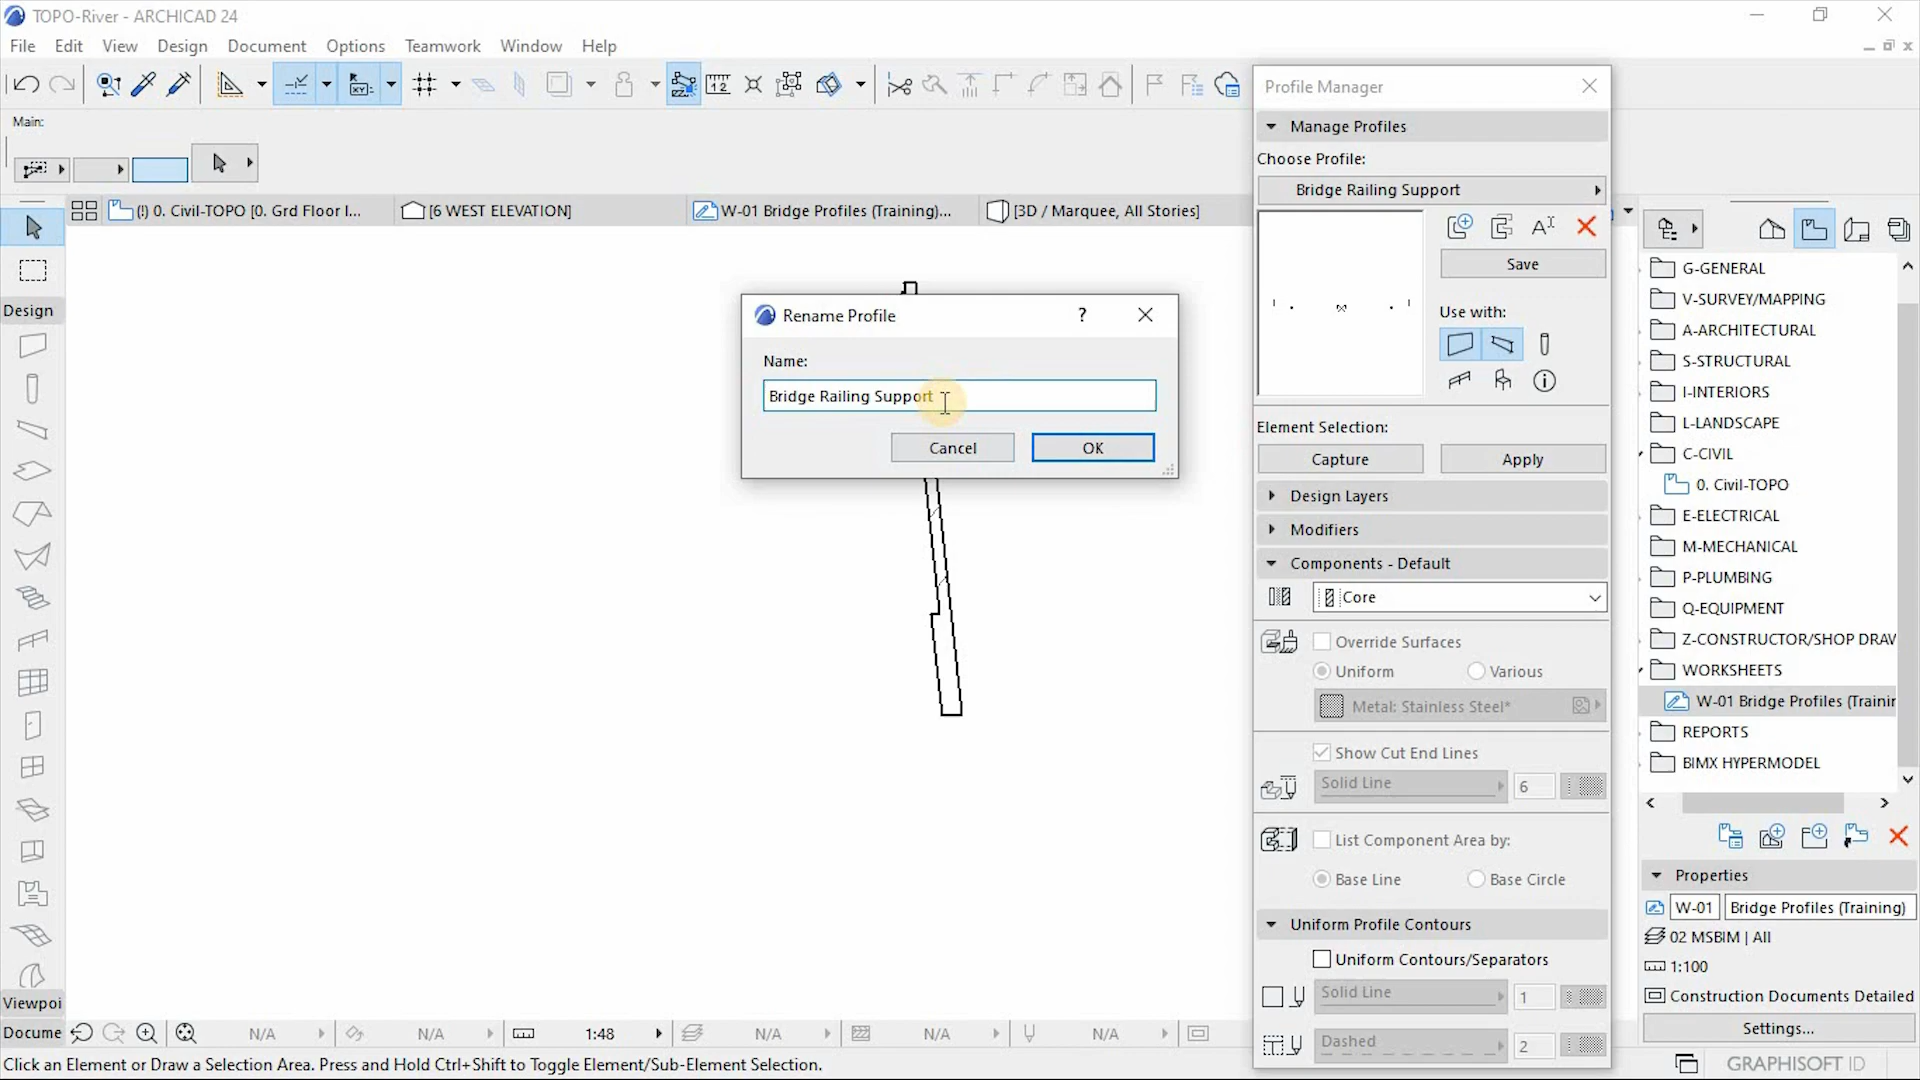 TOPO-River - ARCHICAD 24
File Edit View Design Document Options Teamwork Window Help
Main:
(!) 0. Civil-TOPO [0. Grd Floor I...
[6 WEST ELEVATION]
W-01 Bridge Profiles (Training)...
[3D / Marquee, All Stories]
Design
Viewpoi
Docume
Rename Profile
?
Name:
Bridge Railing Support
Cancel
OK
Profile Manager
Manage Profiles
Choose Profile:
Bridge Railing Support
Save
Use with:
Element Selection:
Capture
Apply
Design Layers
Modifiers
Components - Default
Core
Override Surfaces
Uniform
Various
Metal: Stainless Steel*
Show Cut End Lines
Solid Line
6
List Component Area by:
Base Line
Base Circle
Uniform Profile Contours
Uniform Contours/Separators
Solid Line
1
Dashed
2
G-GENERAL
V-SURVEY/MAPPING
A-ARCHITECTURAL
S-STRUCTURAL
I-INTERIORS
L-LANDSCAPE
C-CIVIL
0. Civil-TOPO
E-ELECTRICAL
M-MECHANICAL
P-PLUMBING
Q-EQUIPMENT
Z-CONSTRUCTOR/SHOP DRAW
WORKSHEETS
W-01 Bridge Profiles (Trainin
REPORTS
BIMX HYPERMODEL
Properties
W-01
Bridge Profiles (Training)
02 MSBIM | All
1:100
Construction Documents Detailed
Settings...
N/A
N/A
1:48
N/A
N/A
N/A
Click an Element or Draw a Selection Area. Press and Hold Ctrl+Shift to Toggle Element/Sub-Element Selection.
GRAPHISOFT ID